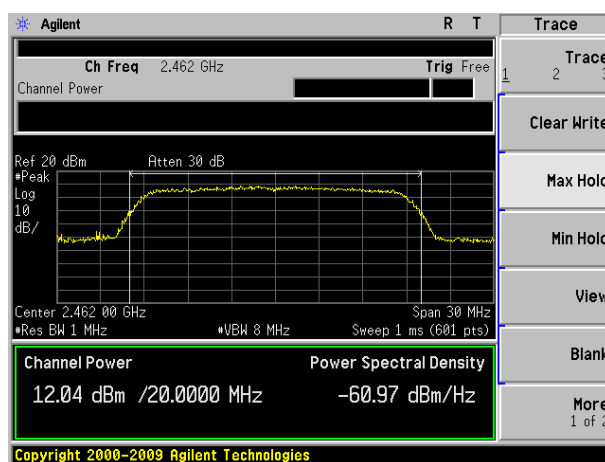 Agilent R T Trace
Ch Freq 2.462 GHz Trig Free
Channel Power
Trace
1 2 3
Clear Write
Max Hold
Min Hold
View
Blank
More
1 of 2
Ref 20 dBm Atten 30 dB
#Peak
Log
10
dB/
Center 2.462 00 GHz Span 30 MHz
#Res BW 1 MHz #VBW 8 MHz Sweep 1 ms (601 pts)
Channel Power Power Spectral Density
12.04 dBm /20.0000 MHz -60.97 dBm/Hz
Copyright 2000-2009 Agilent Technologies